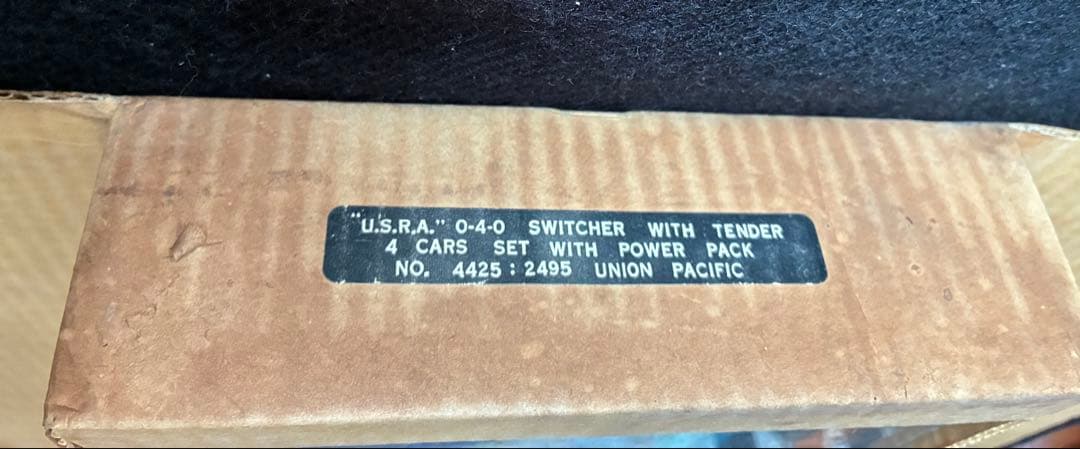 "U.S.R.A." 0-4-0 SWITCHER WITH TENDER
4 CARS SET WITH POWER PACK
NO. 4425 : 2495 UNION PACIFIC